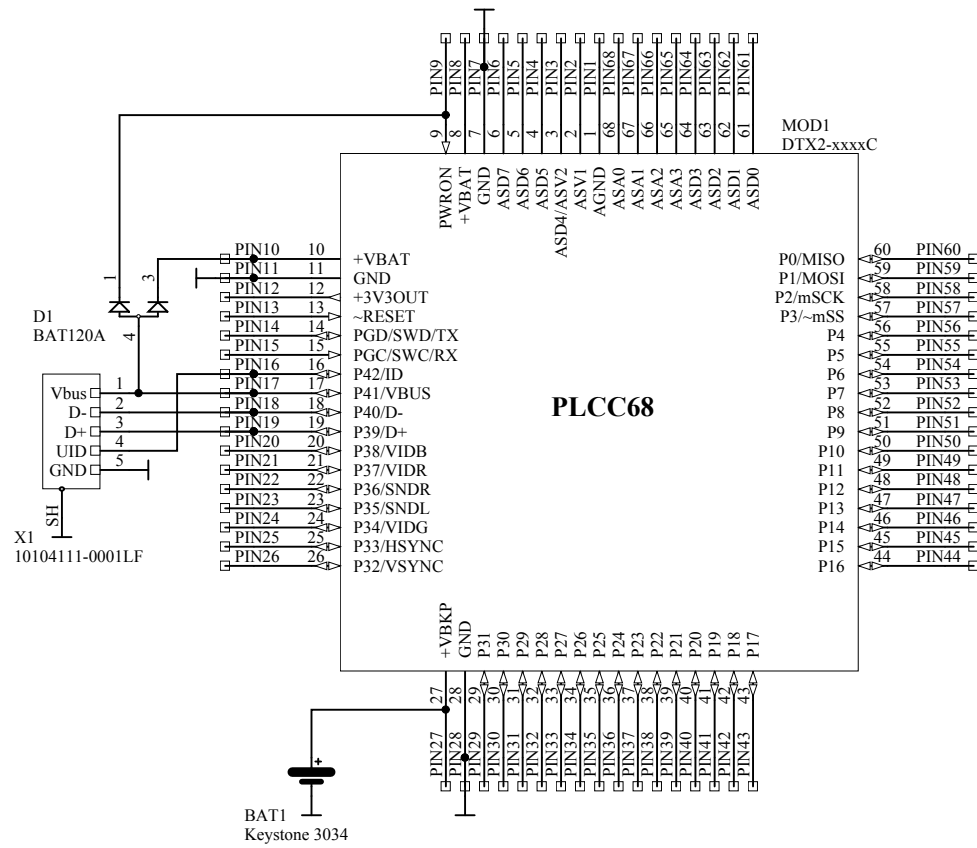 PIN9
PIN8
PIN7
PIN6
PIN5
PIN4
PIN3
PIN2
PIN1
PIN68
PIN67
PIN66
PIN65
PIN64
PIN63
PIN62
PIN61
9
8
7
6
5
4
3
2
1
68
67
66
65
64
63
62
61
MOD1
DTX2-xxxxC
PWRON
+VBAT
GND
ASD7
ASD6
ASD5
ASD4/ASV2
ASV1
AGND
ASA0
ASA1
ASA2
ASA3
ASD3
ASD2
ASD1
ASD0
PIN10 10 +VBAT
PIN11 11 GND
PIN12 12 +3V3OUT
PIN13 13 ~RESET
PIN14 14 PGD/SWD/TX
PIN15 15 PGC/SWC/RX
PIN16 16 P42/ID
PIN17 17 P41/VBUS
PIN18 18 P40/D-
PIN19 19 P39/D+
PIN20 20 P38/VIDB
PIN21 21 P37/VIDR
PIN22 22 P36/SNDR
PIN23 23 P35/SNDL
PIN24 24 P34/VIDG
PIN25 25 P33/HSYNC
PIN26 26 P32/VSYNC
1
3
4
D1
BAT120A
Vbus 1
D- 2
D+ 3
UID 4
GND 5
SH
X1
10104111-0001LF
PLCC68
P0/MISO 60 PIN60
P1/MOSI 59 PIN59
P2/mSCK 58 PIN58
P3/~mSS 57 PIN57
P4 56 PIN56
P5 55 PIN55
P6 54 PIN54
P7 53 PIN53
P8 52 PIN52
P9 51 PIN51
P10 50 PIN50
P11 49 PIN49
P12 48 PIN48
P13 47 PIN47
P14 46 PIN46
P15 45 PIN45
P16 44 PIN44
+VBKP
GND
P31
P30
P29
P28
P27
P26
P25
P24
P23
P22
P21
P20
P19
P18
P17
27
28
29
30
31
32
33
34
35
36
37
38
39
40
41
42
43
PIN27
PIN28
PIN29
PIN30
PIN31
PIN32
PIN33
PIN34
PIN35
PIN36
PIN37
PIN38
PIN39
PIN40
PIN41
PIN42
PIN43
+
BAT1
Keystone 3034